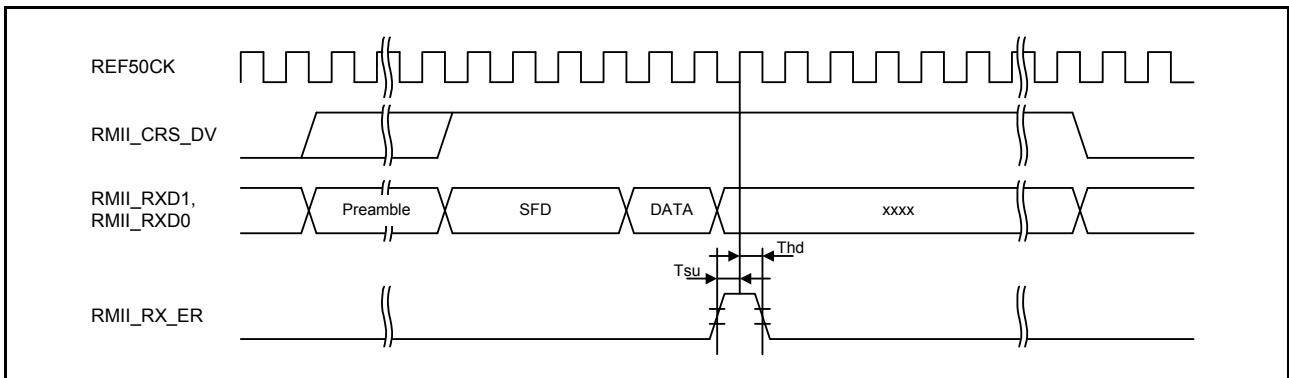 REF50CK
RMII_CRS_DV
RMII_RXD1,
RMII_RXD0
Preamble SFD DATA xxxx
Thd
Tsu
RMII_RX_ER